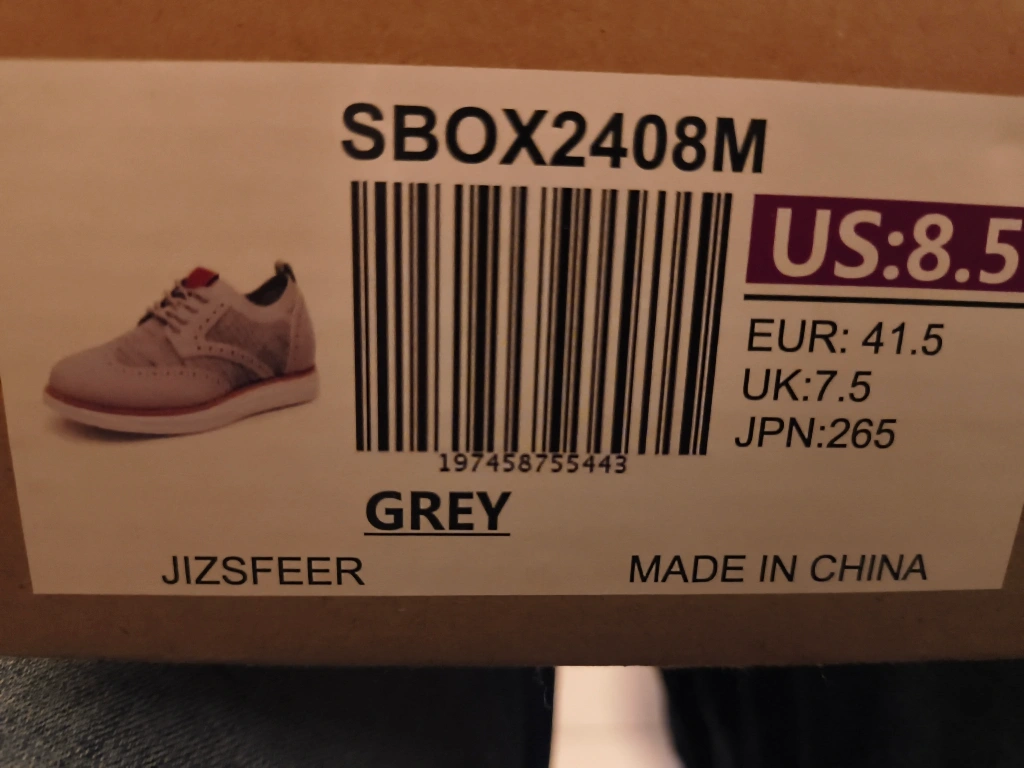 SBOX2408M
US:8.5
EUR: 41.5
UK:7.5
JPN:265
197458755443
GREY
JIZSFEER
MADE IN CHINA